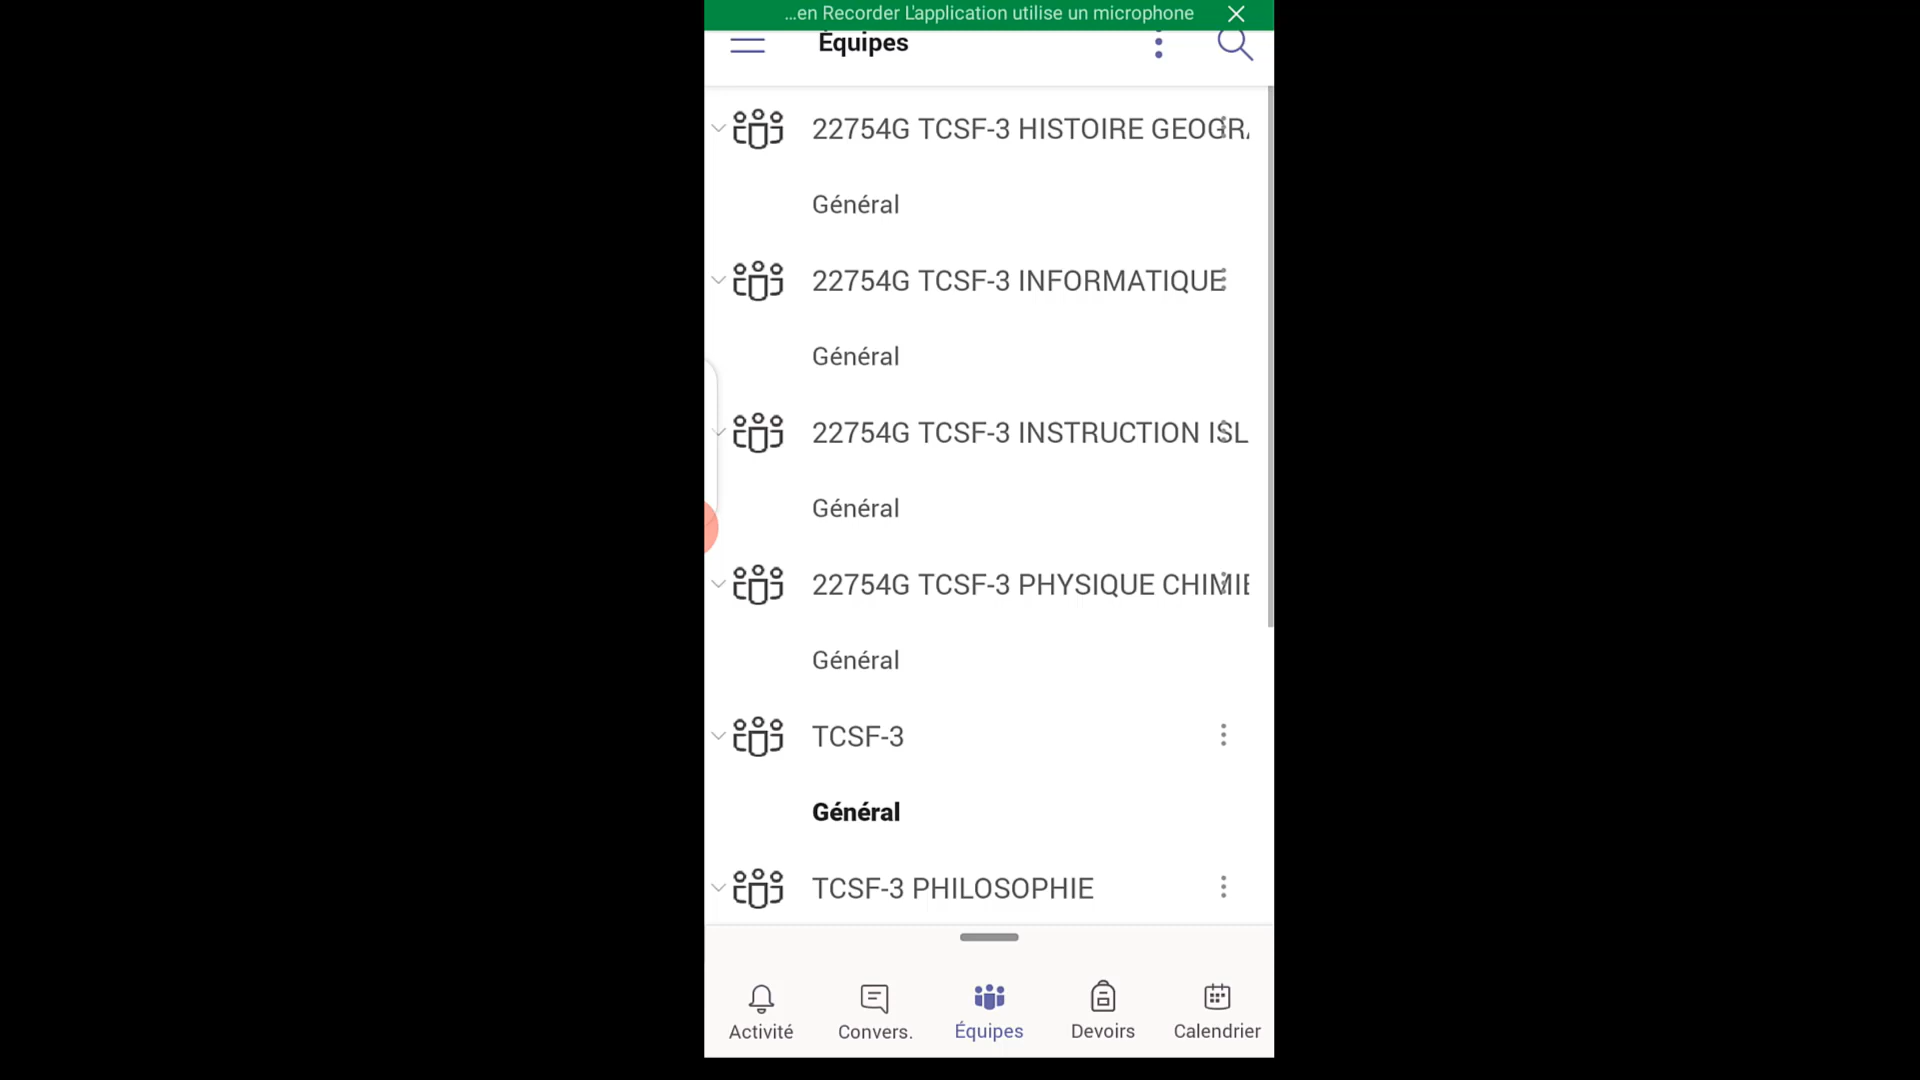 ...en Recorder L'application utilise un microphone
Équipes
22754G TCSF-3 HISTOIRE GEOGR
Général
22754G TCSF-3 INFORMATIQUE
Général
22754G TCSF-3 INSTRUCTION ISL
Général
22754G TCSF-3 PHYSIQUE CHIMIE
Général
TCSF-3
Général
TCSF-3 PHILOSOPHIE
Activité
Convers.
Équipes
Devoirs
Calendrier